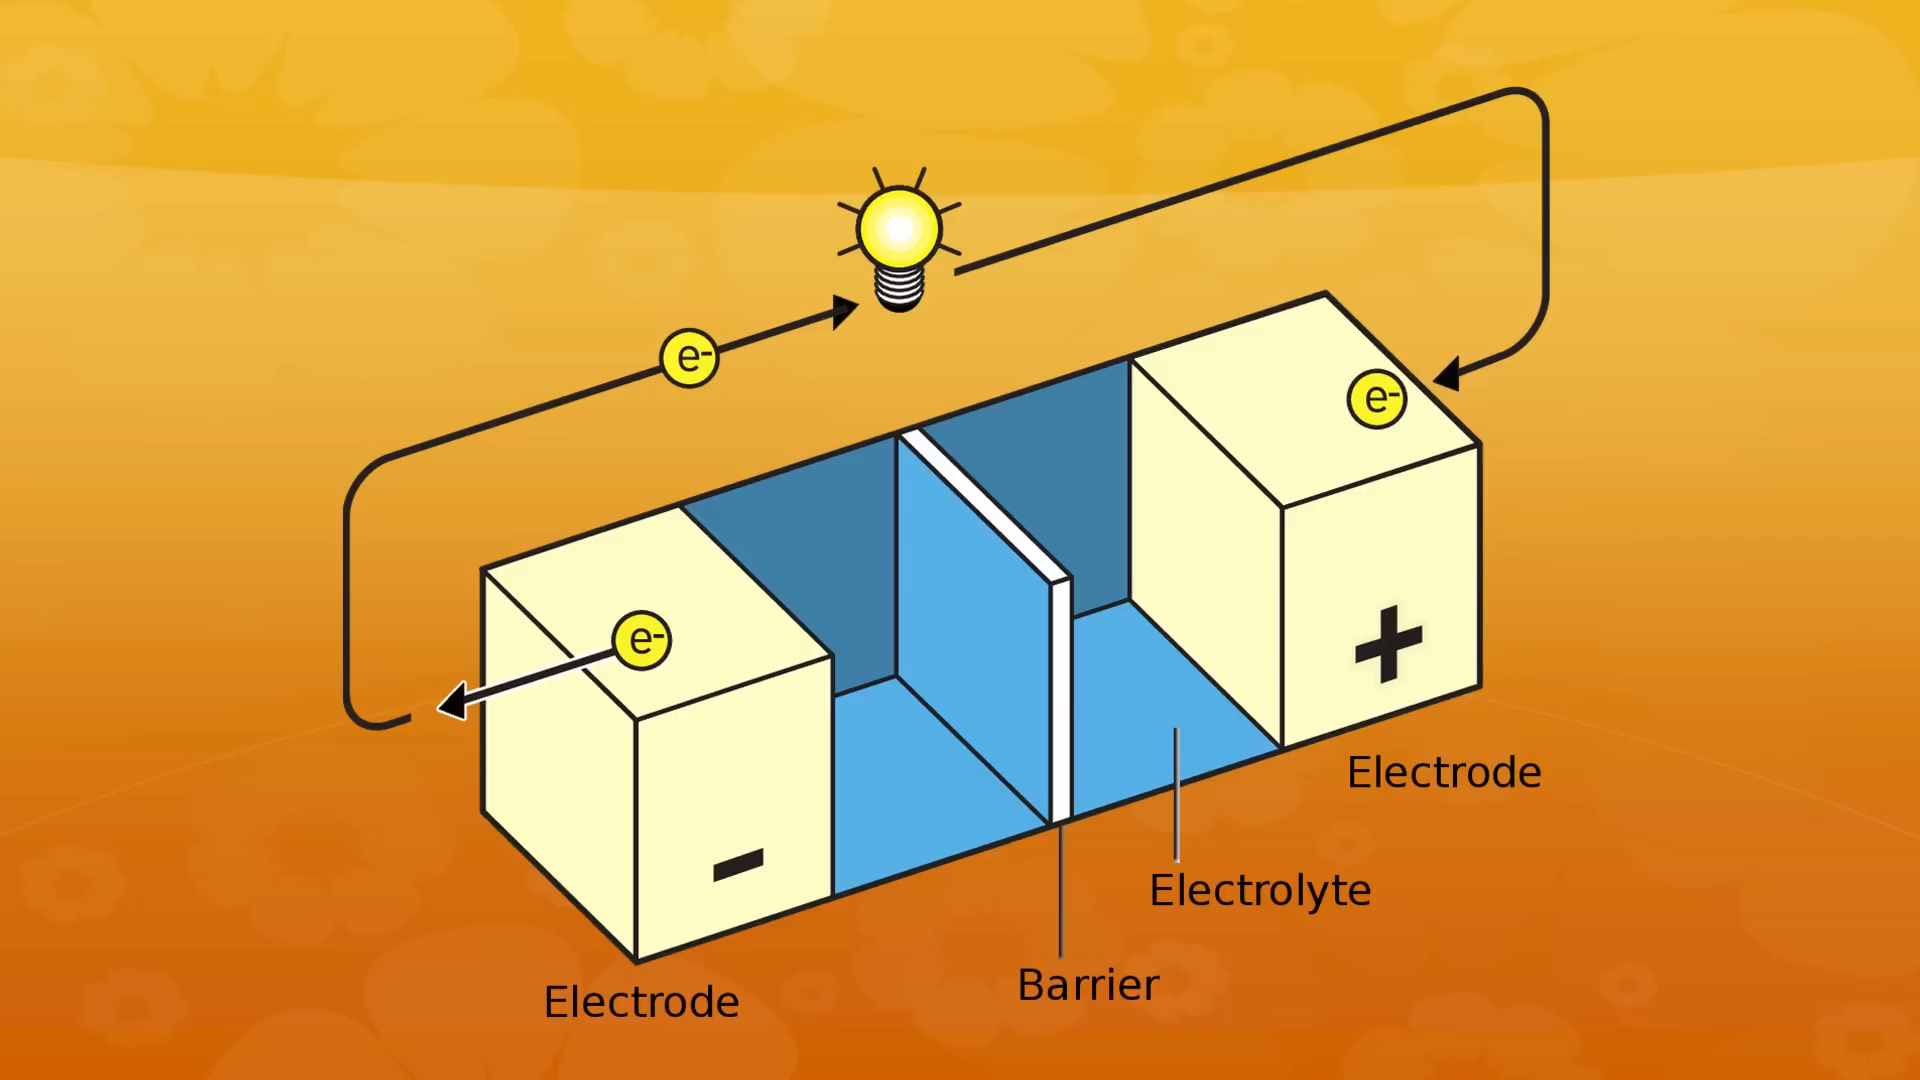 e-
e-
e-
+
-
Electrode
Electrolyte
Barrier
Electrode